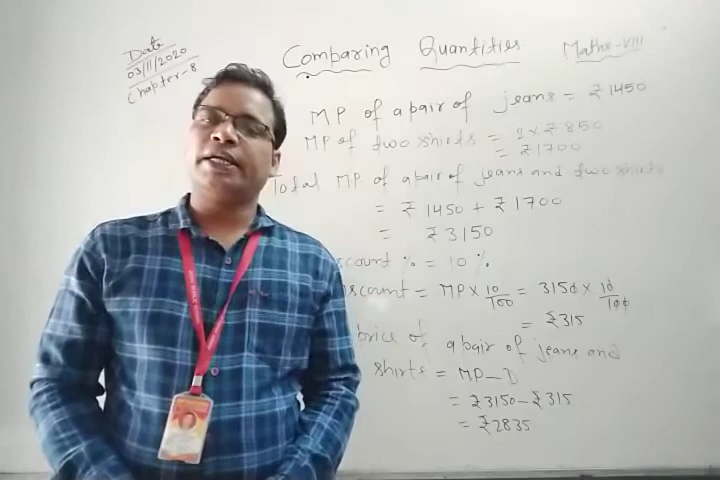 Date
03/11/2020
Chapter-8
Comparing Quantities Maths-VIII
MP of a pair of jeans = ₹1450
MP of two shirts = 2 × ₹850
= ₹1700
Total MP of a pair of jeans and two shirts
= ₹1450 + ₹1700
= ₹3150
scount % = 10 %
scount = MP × 10/100 = 3150 × 10/100
= ₹315
price of a pair of jeans and
shirts = MP - D
= ₹3150 - ₹315
= ₹2835